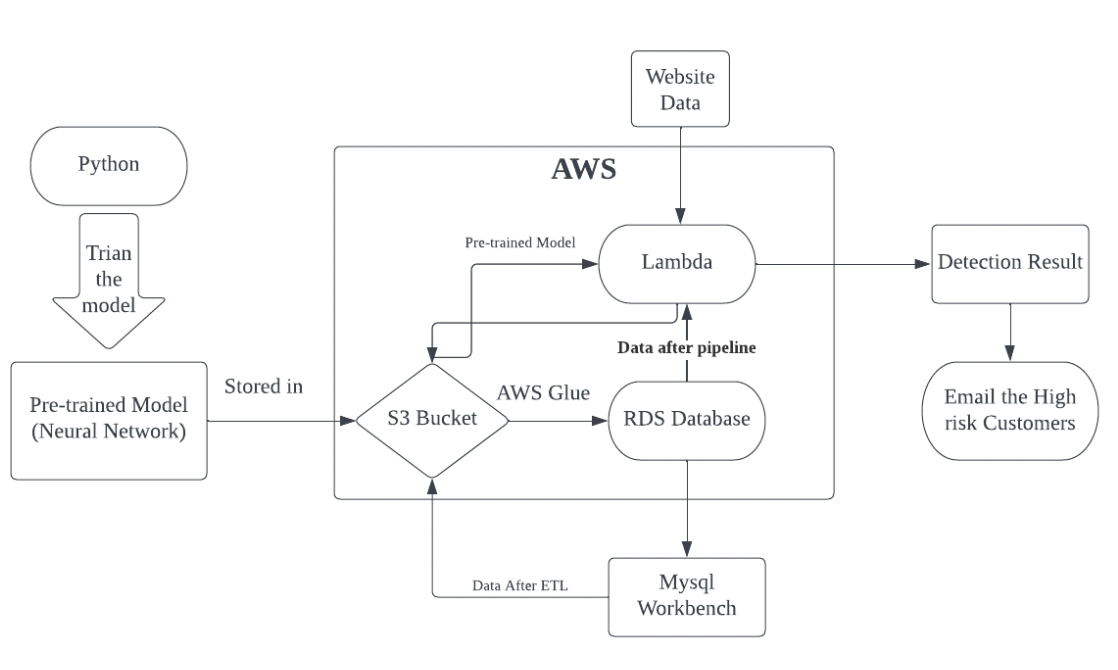 Website
Data
AWS
Python
Trian
the
model
Pre-trained Model
Lambda
Detection Result
Data after pipeline
Stored in
AWS Glue
Pre-trained Model
(Neural Network)
S3 Bucket
RDS Database
Email the High
risk Customers
Data After ETL
Mysql
Workbench